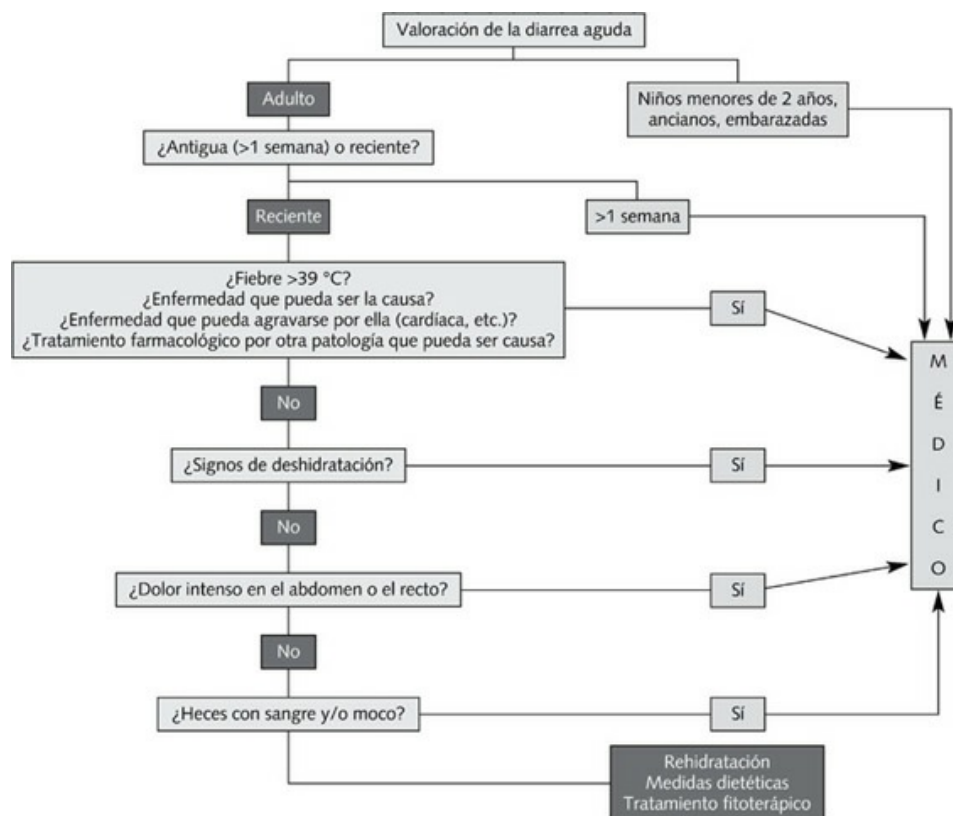 Valoración de la diarrea aguda
Adulto
Niños menores de 2 años,
ancianos, embarazadas
¿Antigua (>1 semana) o reciente?
Reciente
>1 semana
¿Fiebre >39 °C?
¿Enfermedad que pueda ser la causa?
¿Enfermedad que pueda agravarse por ella (cardíaca, etc.)?
¿Tratamiento farmacológico por otra patología que pueda ser causa?
Sí
MÉDICO
No
¿Signos de deshidratación?
Sí
No
¿Dolor intenso en el abdomen o el recto?
Sí
No
¿Heces con sangre y/o moco?
Sí
Rehidratación
Medidas dietéticas
Tratamiento fitoterápico